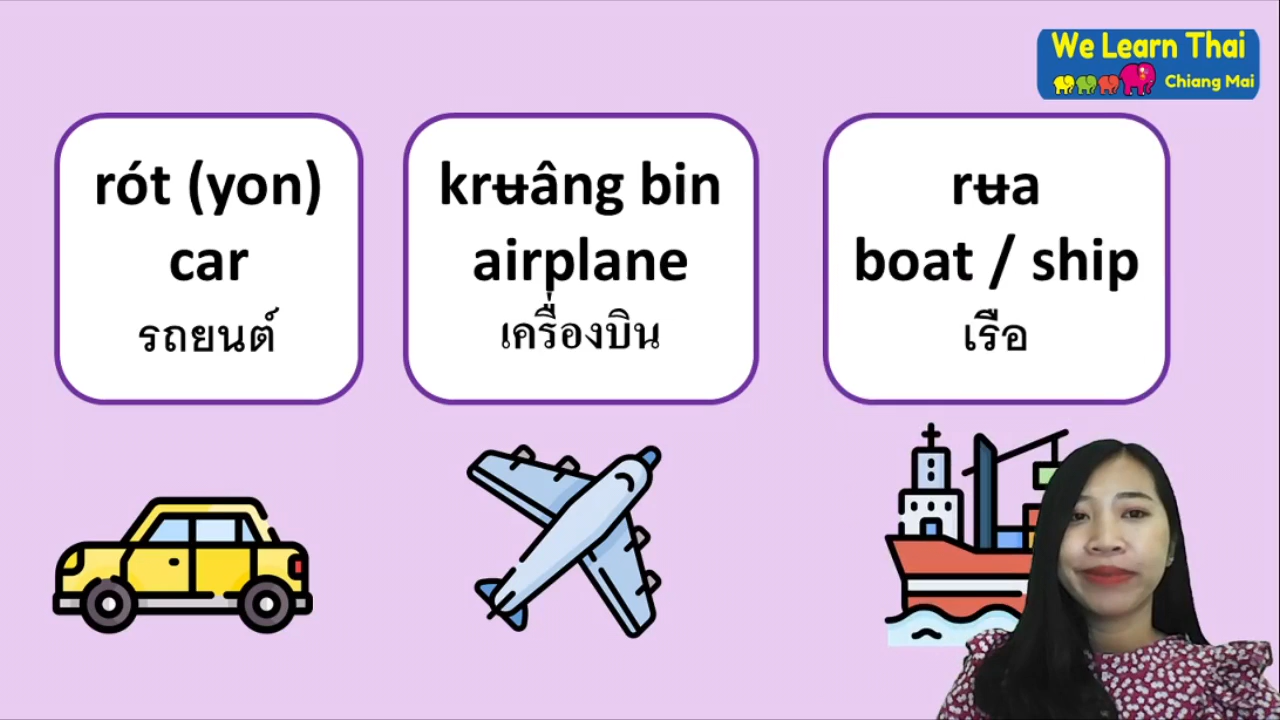 We Learn Thai
Chiang Mai
rót (yon)
car
รถยนต์
krʉâng bin
airplane
เครื่องบิน
rʉa
boat / ship
เรือ